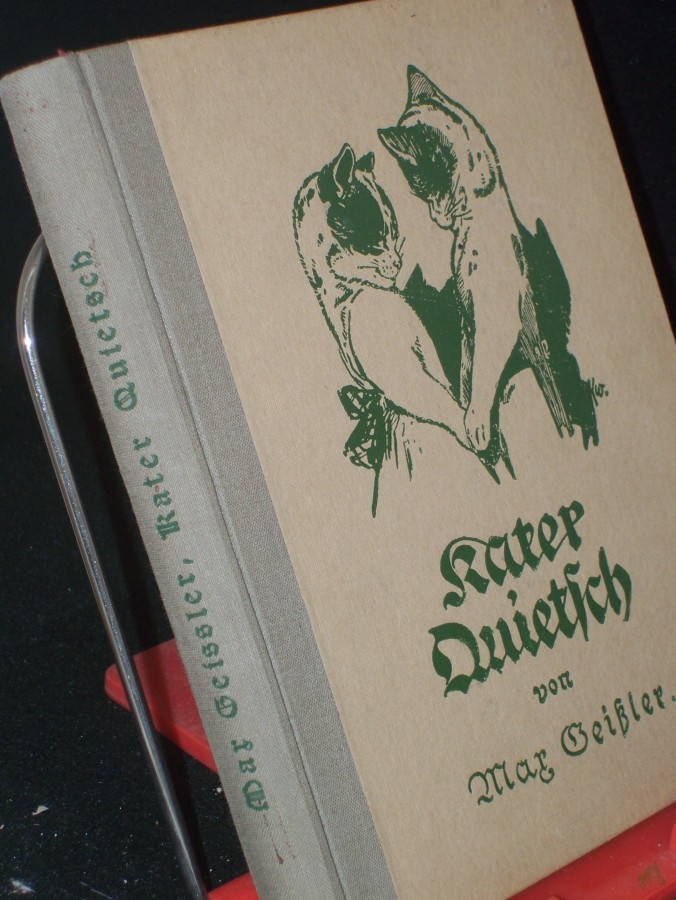 Max Geissler, Kater Quietsch
Kater
Quietsch
von
Max Geißler.